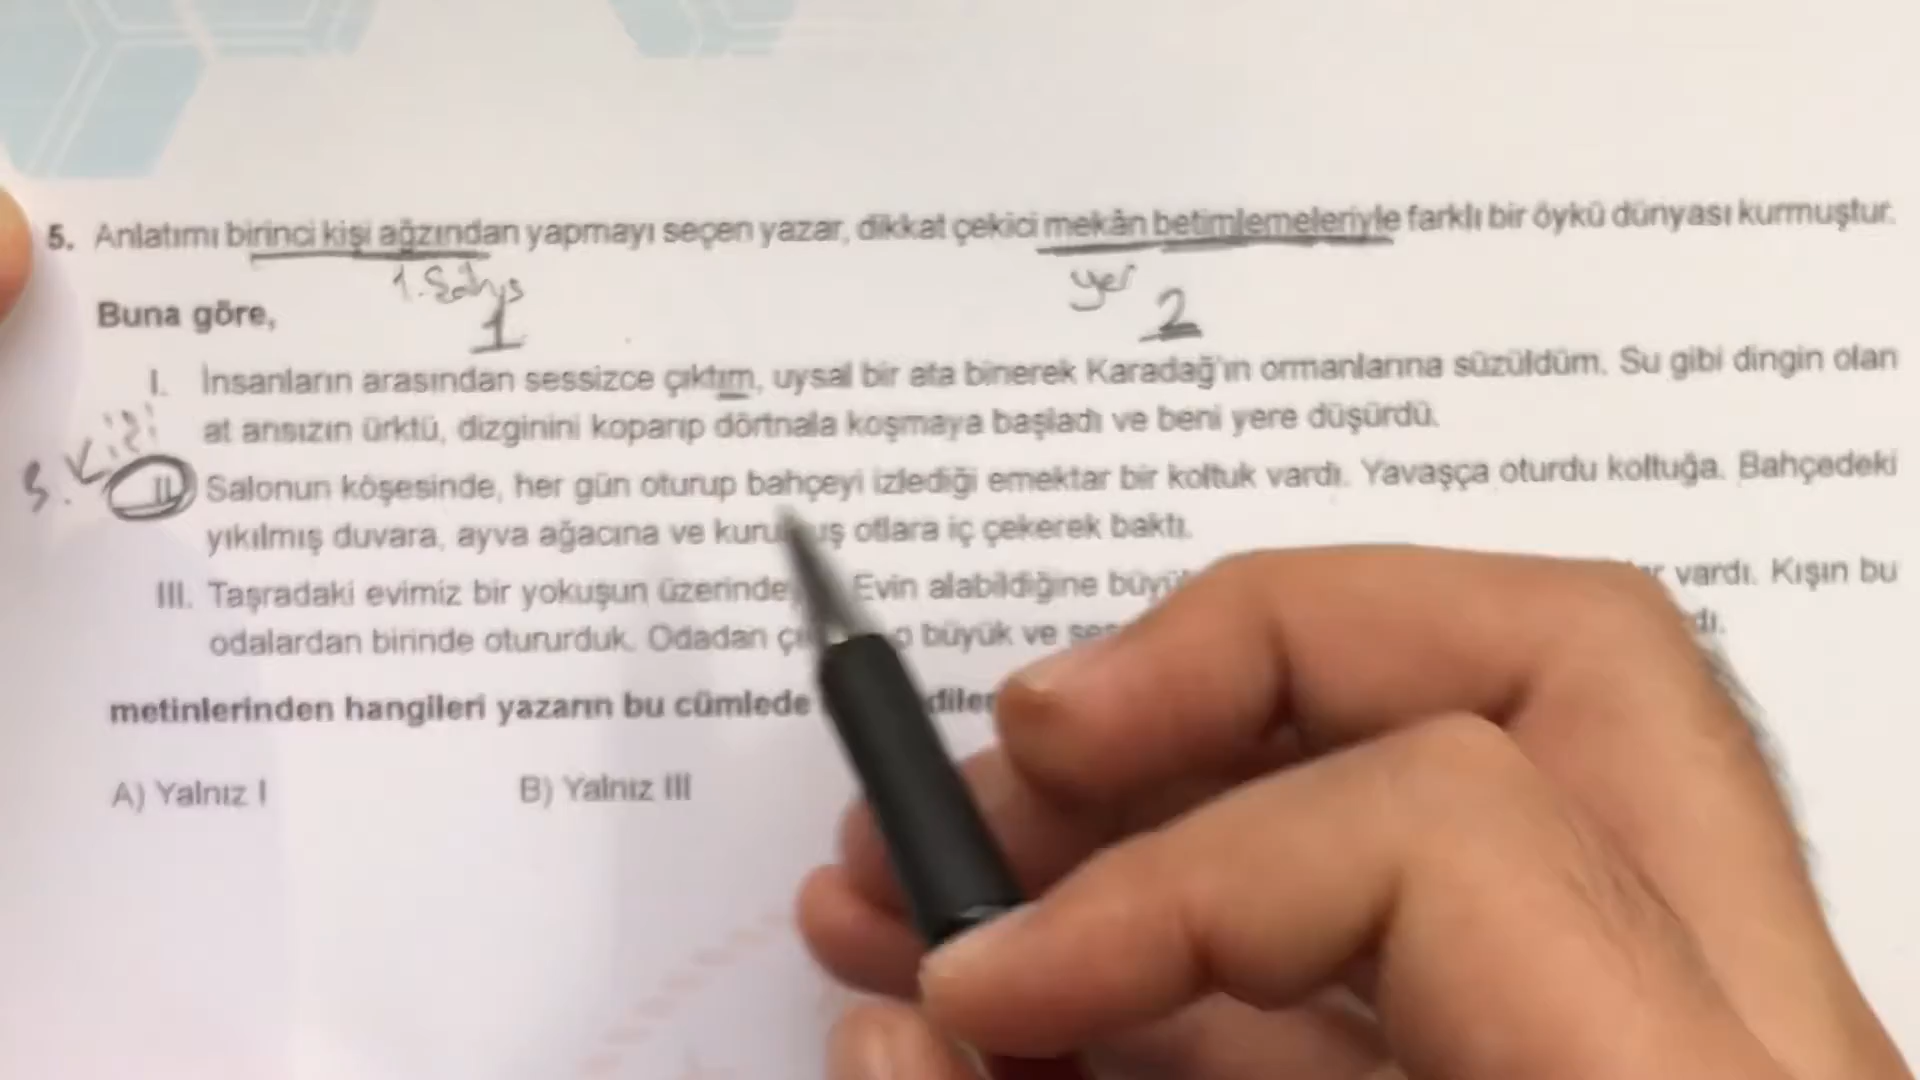 5. Anlatımı birinci kişi ağzından yapmayı seçen yazar, dikkat çekici mekân betimlemeleriyle farklı bir öykü dünyası kurmuştur.
1. Şahıs
yer
Buna göre,
1
2
I. İnsanların arasından sessizce çıktım, uysal bir ata binerek Karadağ'ın ormanlarına süzüldüm. Su gibi dingin olan
at ansızın ürktü, dizginini koparıp dörtnala koşmaya başladı ve beni yere düşürdü.
3. Kişi
II. Salonun köşesinde, her gün oturup bahçeyi izlediği emektar bir koltuk vardı. Yavaşça oturdu koltuğa. Bahçedeki
yıkılmış duvara, ayva ağacına ve kurumuş otlara iç çekerek baktı.
III. Taşradaki evimiz bir yokuşun üzerinde Evin alabildiğine vardı. Kışın bu
odalardan birinde otururduk. Odadan büyük ve
metinlerinden hangileri yazarın bu cümlede
A) Yalnız I B) Yalnız III